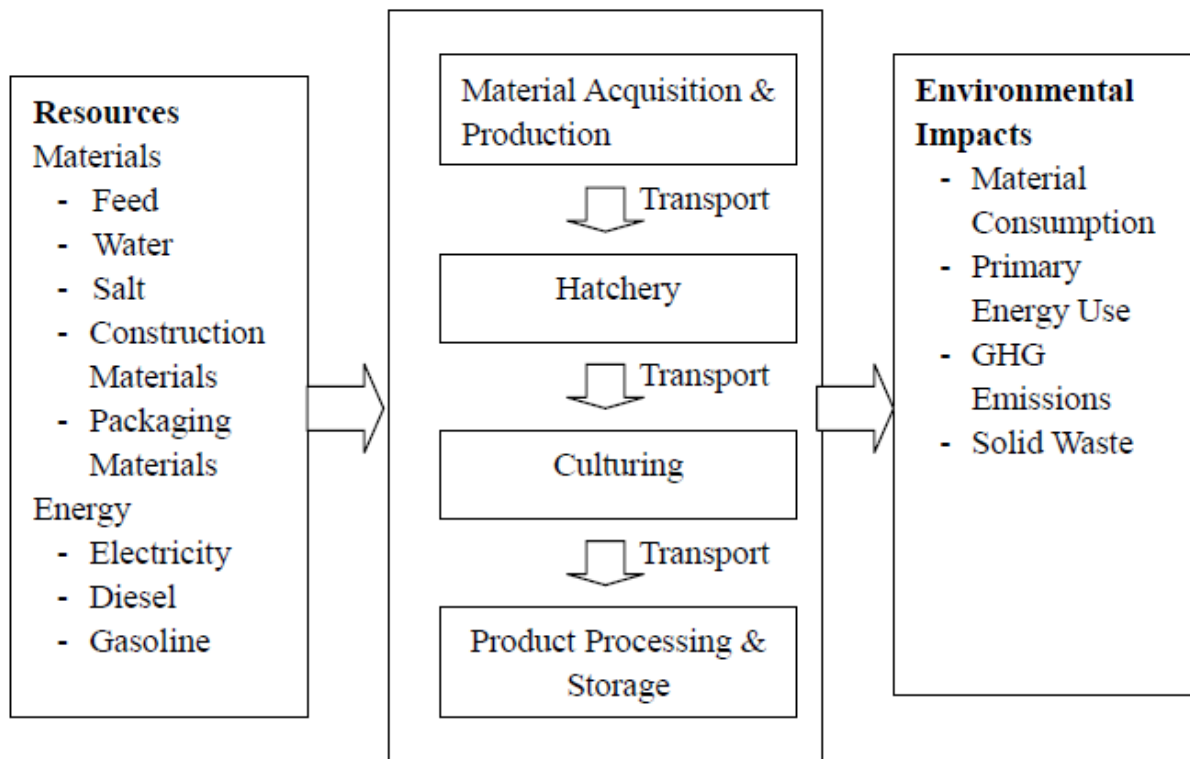 Resources
Materials
- Feed
- Water
- Salt
- Construction
Materials
- Packaging
Materials
Energy
- Electricity
- Diesel
- Gasoline
Material Acquisition &
Production
Transport
Hatchery
Transport
Culturing
Transport
Product Processing &
Storage
Environmental
Impacts
- Material
Consumption
- Primary
Energy Use
- GHG
Emissions
- Solid Waste